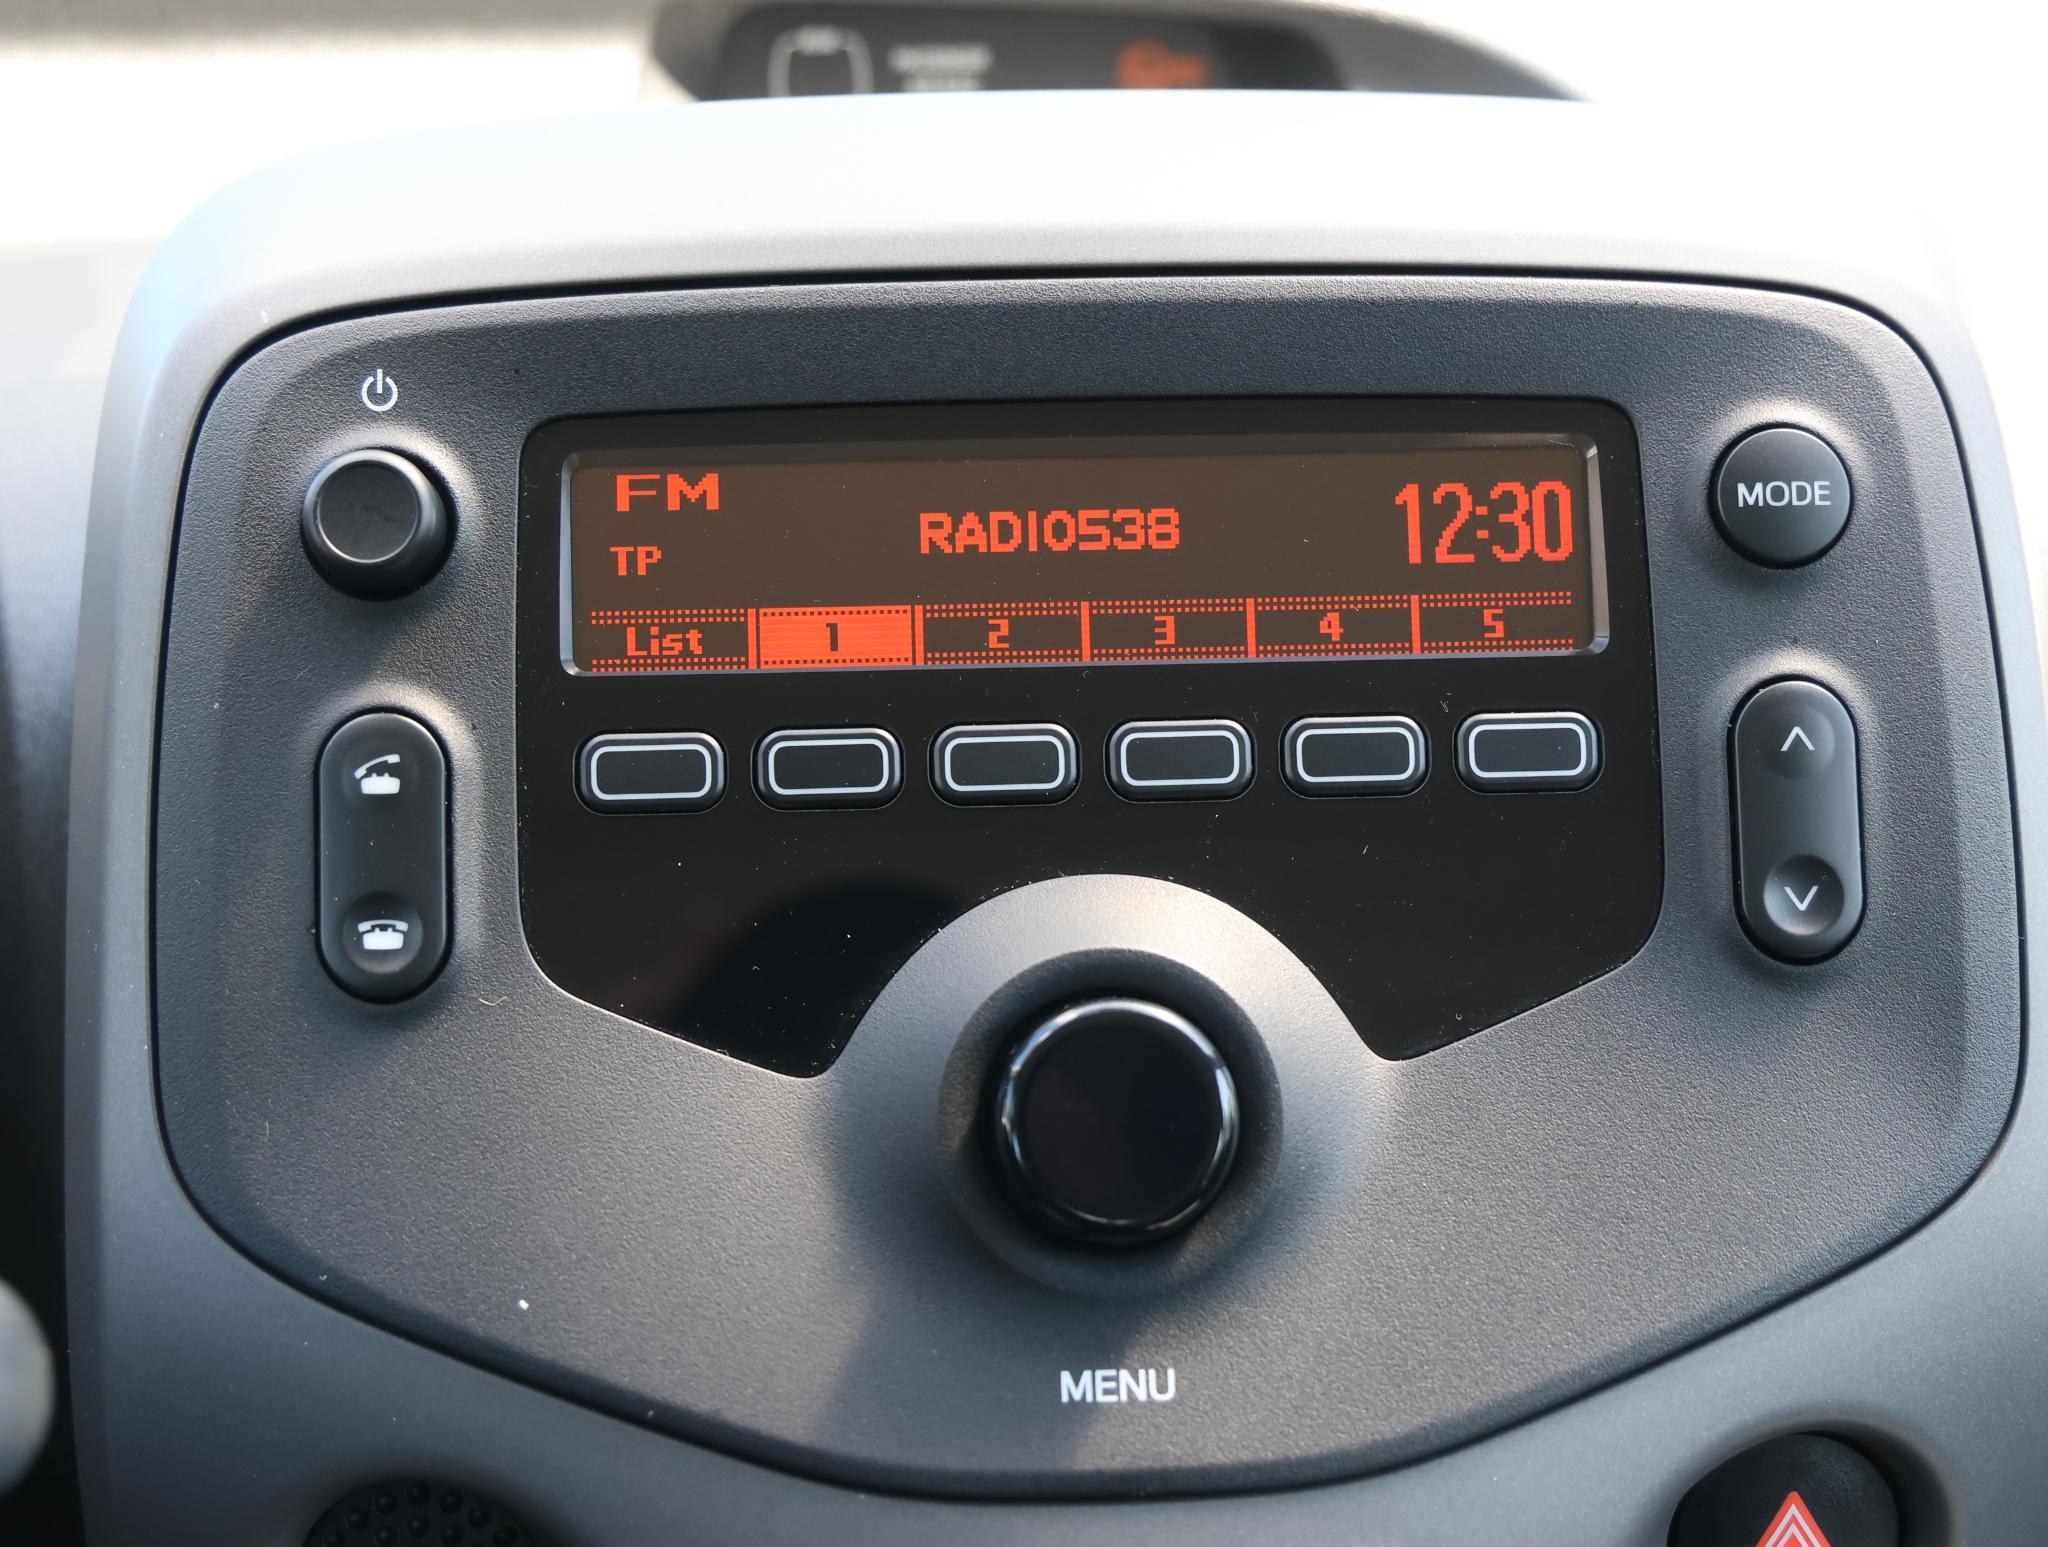 FM
RADIO538
12:30
TP
List 1 2 3 4 5
MODE
MENU